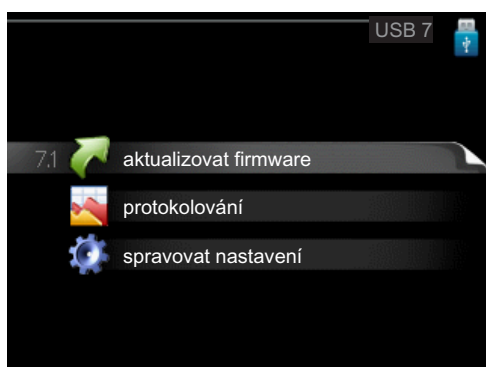 USB 7
7.1 aktualizovat firmware
protokolování
spravovat nastavení